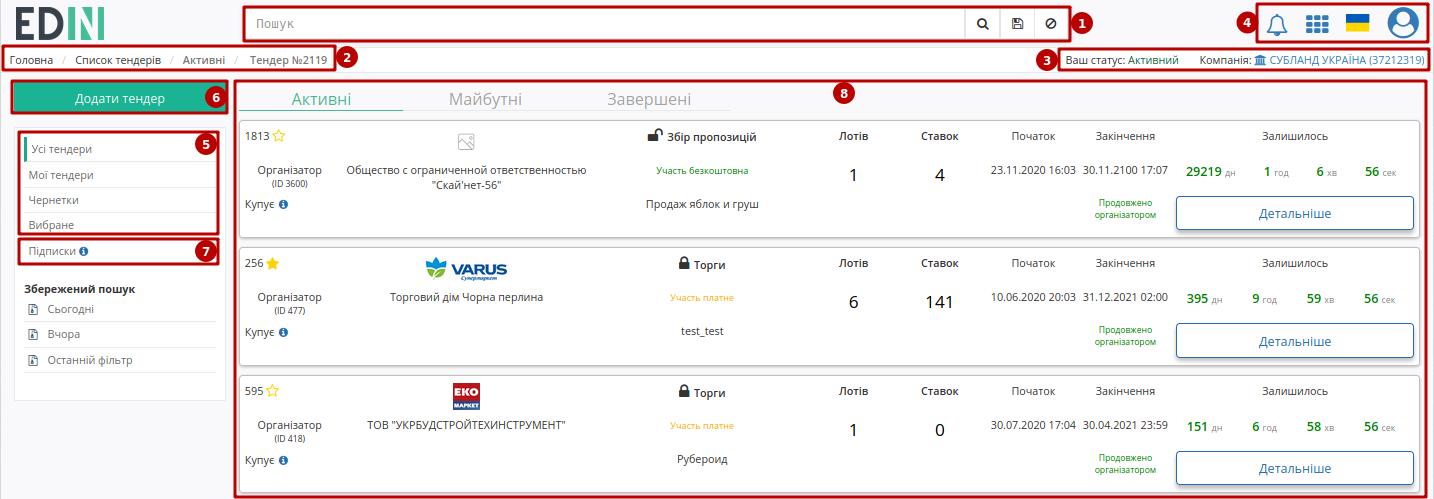 EDIN
Пошук
1
4
Головна / Список тендерів / Активні / Тендер №2119
2
3
Ваш статус: Активний Компанія: СУБЛАНД УКРАЇНА (37212319)
Додати тендер
6
Усі тендери
5
Мої тендери
Чернетки
Вибране
Підписки
7
Збережений пошук
Сьогодні
Вчора
Останній фільтр
Активні Майбутні Завершені
8
1813 Збір пропозицій Лотів Ставок Початок Закінчення Залишилось
Організатор Общество с ограниченной ответственностью Участь безкоштовна 1 4 23.11.2020 16:03 30.11.2100 17:07 29219 дн 1 год 6 хв 56 сек
(ID 3600) "Скай'нет-56"
Купує Продаж яблок и груш Продовжено
організатором Детальніше
256 VARUS Торги Лотів Ставок Початок Закінчення Залишилось
Супермаркет
Організатор Торговий дім Чорна перлина Участь платне 6 141 10.06.2020 20:03 31.12.2021 02:00 395 дн 9 год 59 хв 56 сек
(ID 477)
Купує test_test Продовжено
організатором Детальніше
595 ЕКО Торги Лотів Ставок Початок Закінчення Залишилось
МАРКЕТ
Організатор ТОВ "УКРБУДСТРОЙТЕХИНСТРУМЕНТ" Участь платне 1 0 30.07.2020 17:04 30.04.2021 23:59 151 дн 6 год 58 хв 56 сек
(ID 418)
Купує Рубероид Продовжено
організатором Детальніше